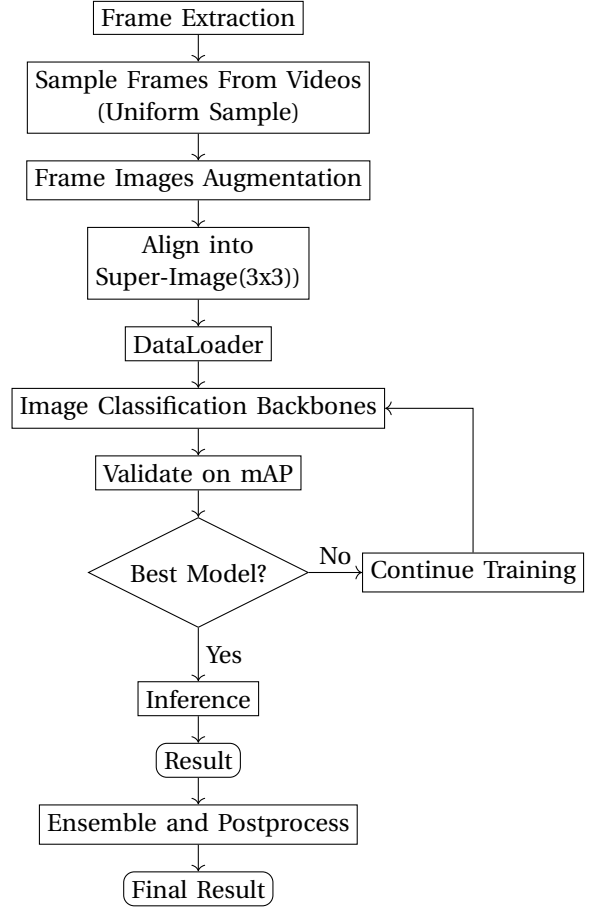 Frame Extraction
Sample Frames From Videos
(Uniform Sample)
Frame Images Augmentation
Align into
Super-Image(3x3))
DataLoader
Image Classification Backbones
Validate on mAP
Best Model?
No
Continue Training
Yes
Inference
Result
Ensemble and Postprocess
Final Result